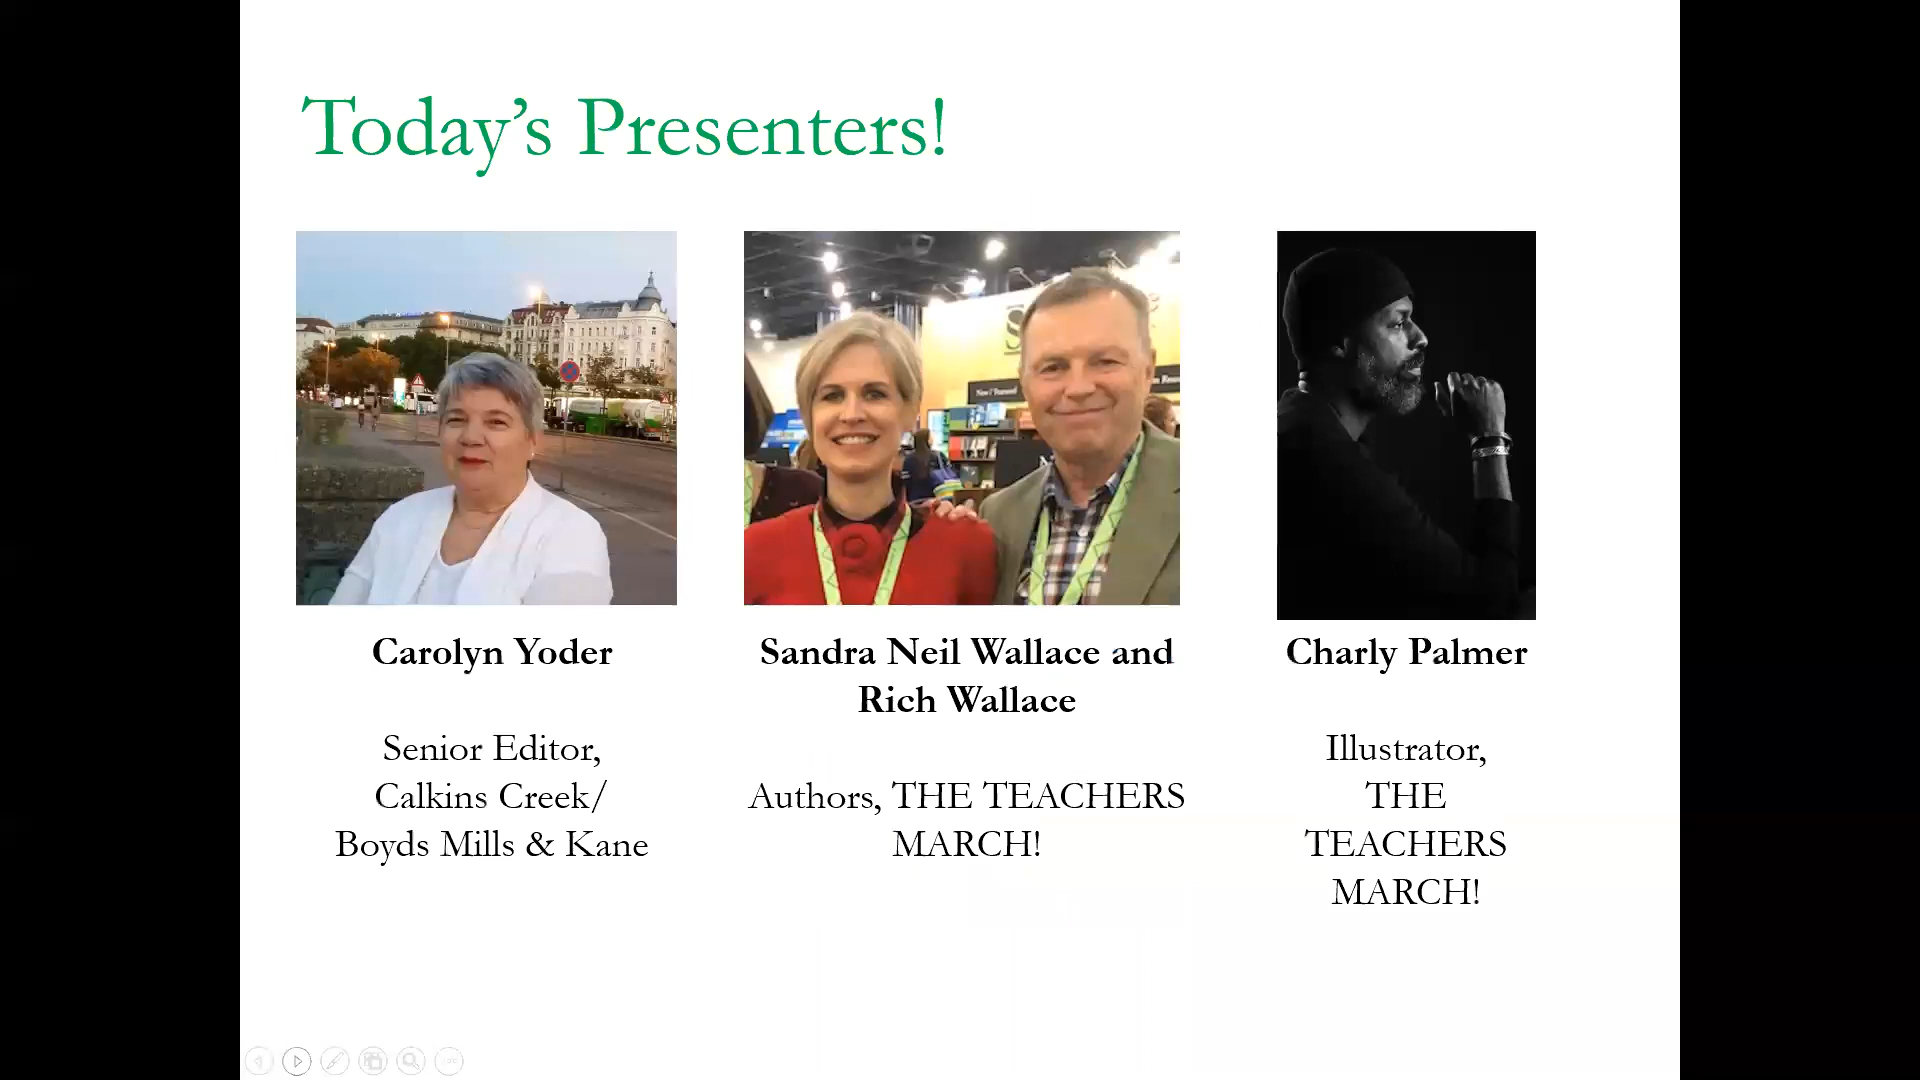 Today's Presenters!
Carolyn Yoder
Senior Editor,
Calkins Creek/
Boyds Mills & Kane
Sandra Neil Wallace and
Rich Wallace
Authors, THE TEACHERS
MARCH!
Charly Palmer
Illustrator,
THE
TEACHERS
MARCH!